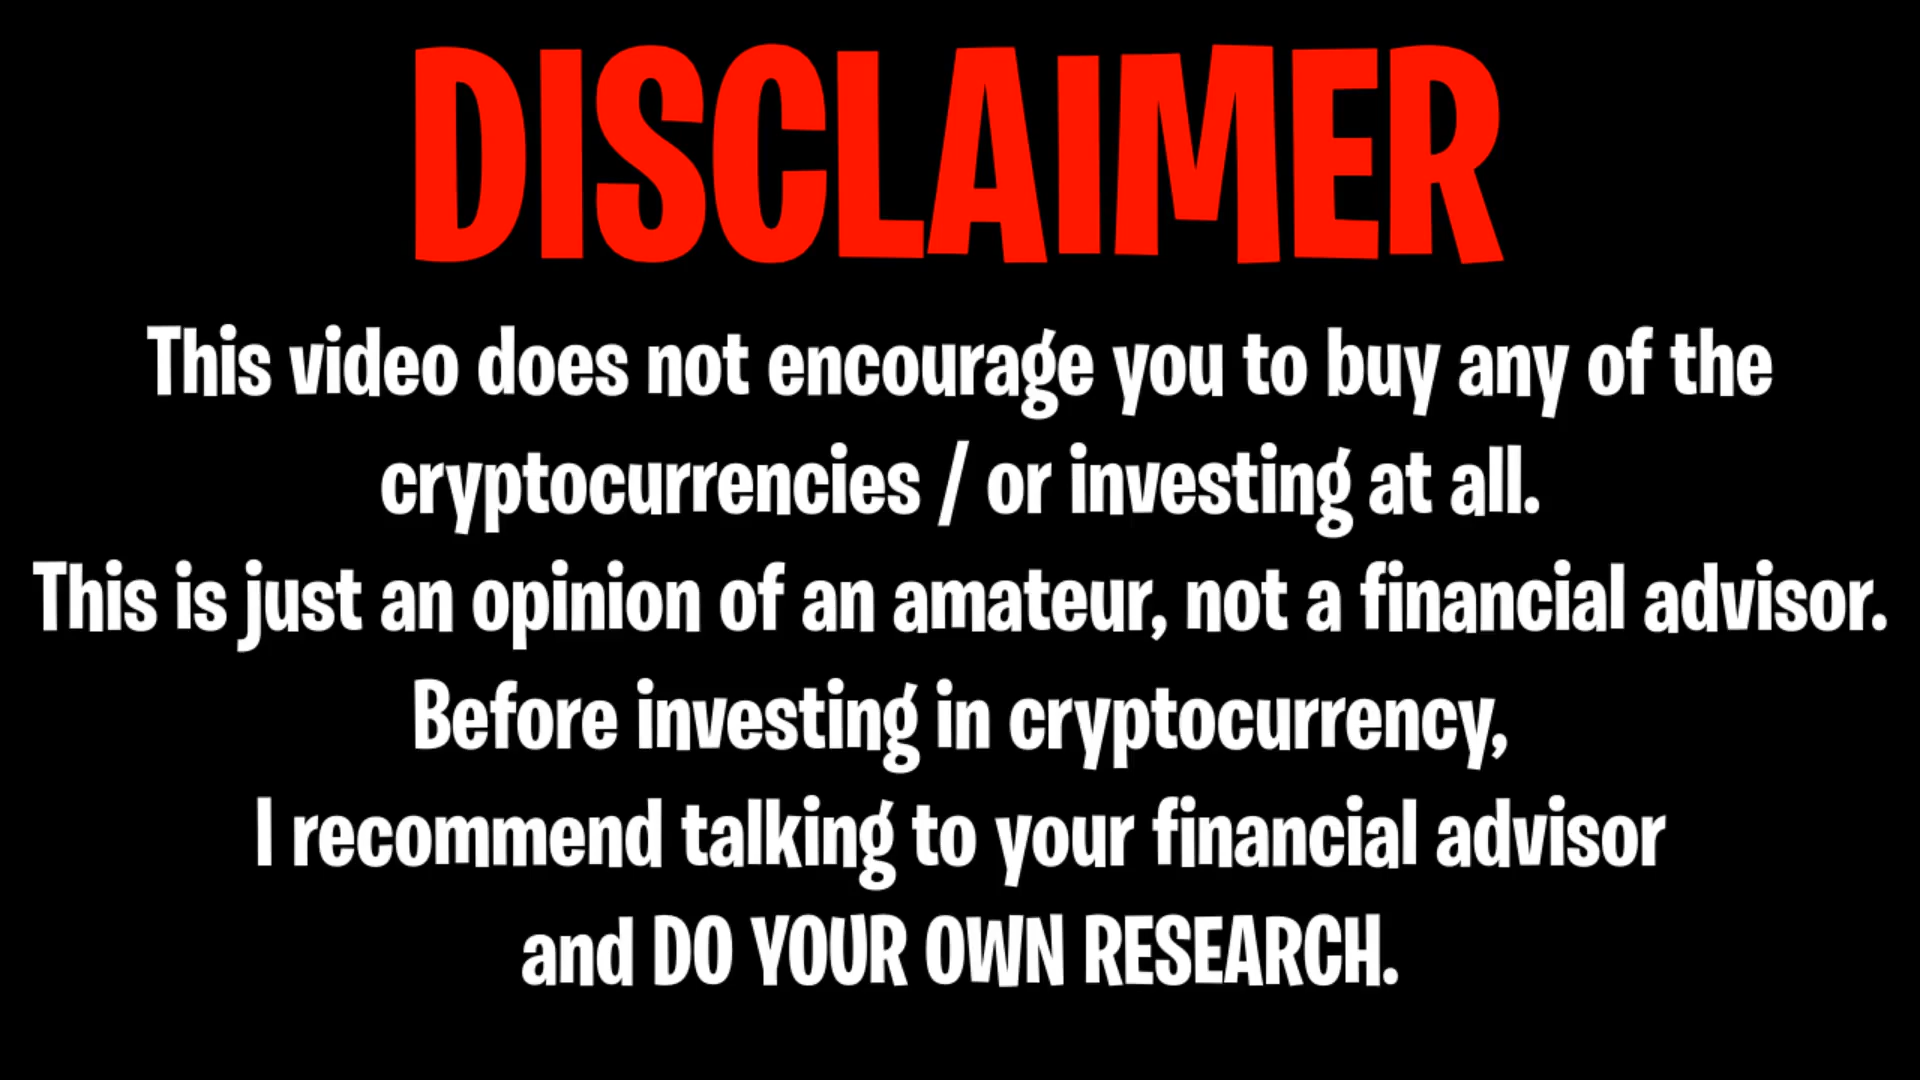 DISCLAIMER
This video does not encourage you to buy any of the
cryptocurrencies / or investing at all.
This is just an opinion of an amateur, not a financial advisor.
Before investing in cryptocurrency,
I recommend talking to your financial advisor
and DO YOUR OWN RESEARCH.